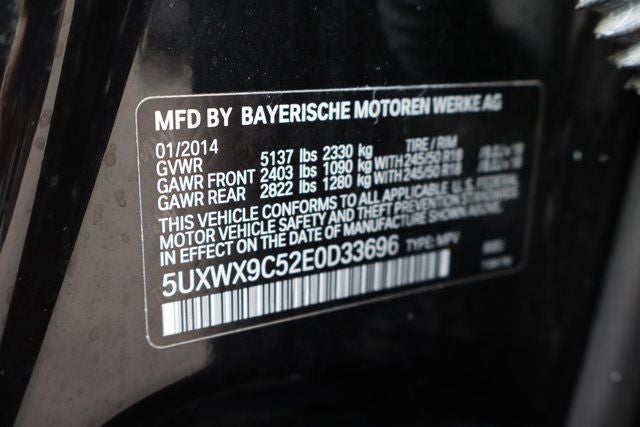 MFD BY BAYERISCHE MOTOREN WERKE AG
01/2014 TIRE / RIM
GVWR 5137 lbs 2330 kg
GAWR FRONT 2403 lbs 1090 kg WITH 245/50 R18
GAWR REAR 2822 lbs 1280 kg WITH 245/50 R18
THIS VEHICLE CONFORMS TO ALL APPLICABLE U.S. FEDERAL
MOTOR VEHICLE SAFETY AND THEFT PREVENTION STANDARDS
IN EFFECT ON THE DATE OF MANUFACTURE SHOWN ABOVE.
5UXWX9C52E0D33696 TYPE: MPV